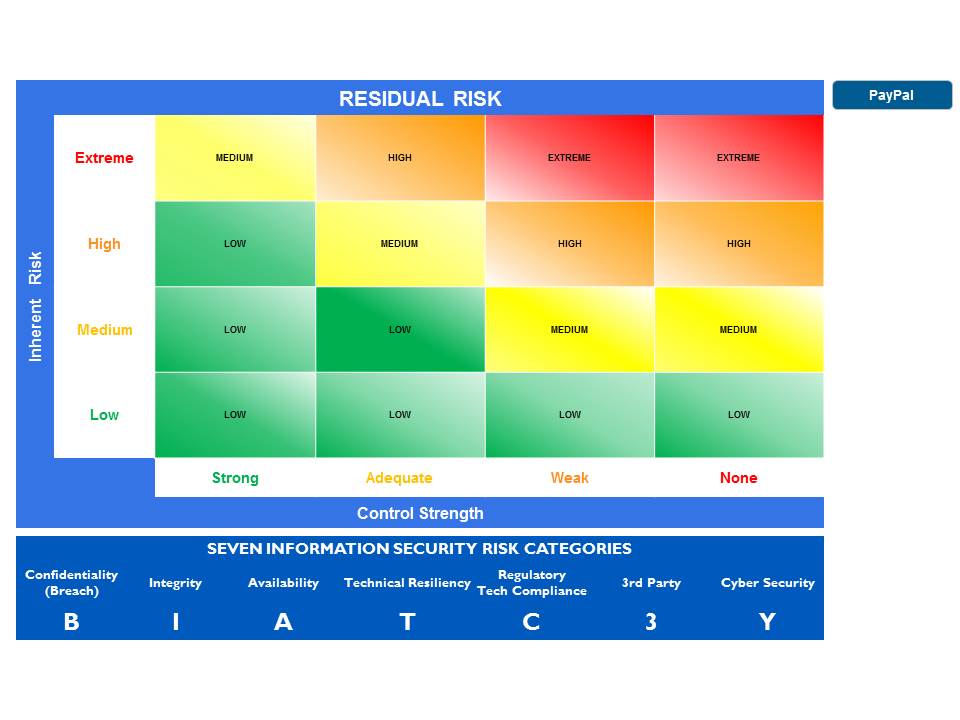 RESIDUAL RISK
PayPal
Extreme
MEDIUM
HIGH
EXTREME
EXTREME
High
LOW
MEDIUM
HIGH
HIGH
Inherent Risk
Medium
LOW
LOW
MEDIUM
MEDIUM
Low
LOW
LOW
LOW
LOW
Strong
Adequate
Weak
None
Control Strength
SEVEN INFORMATION SECURITY RISK CATEGORIES
Confidentiality
(Breach)
Integrity
Availability
Technical Resiliency
Regulatory
Tech Compliance
3rd Party
Cyber Security
B
I
A
T
C
3
Y